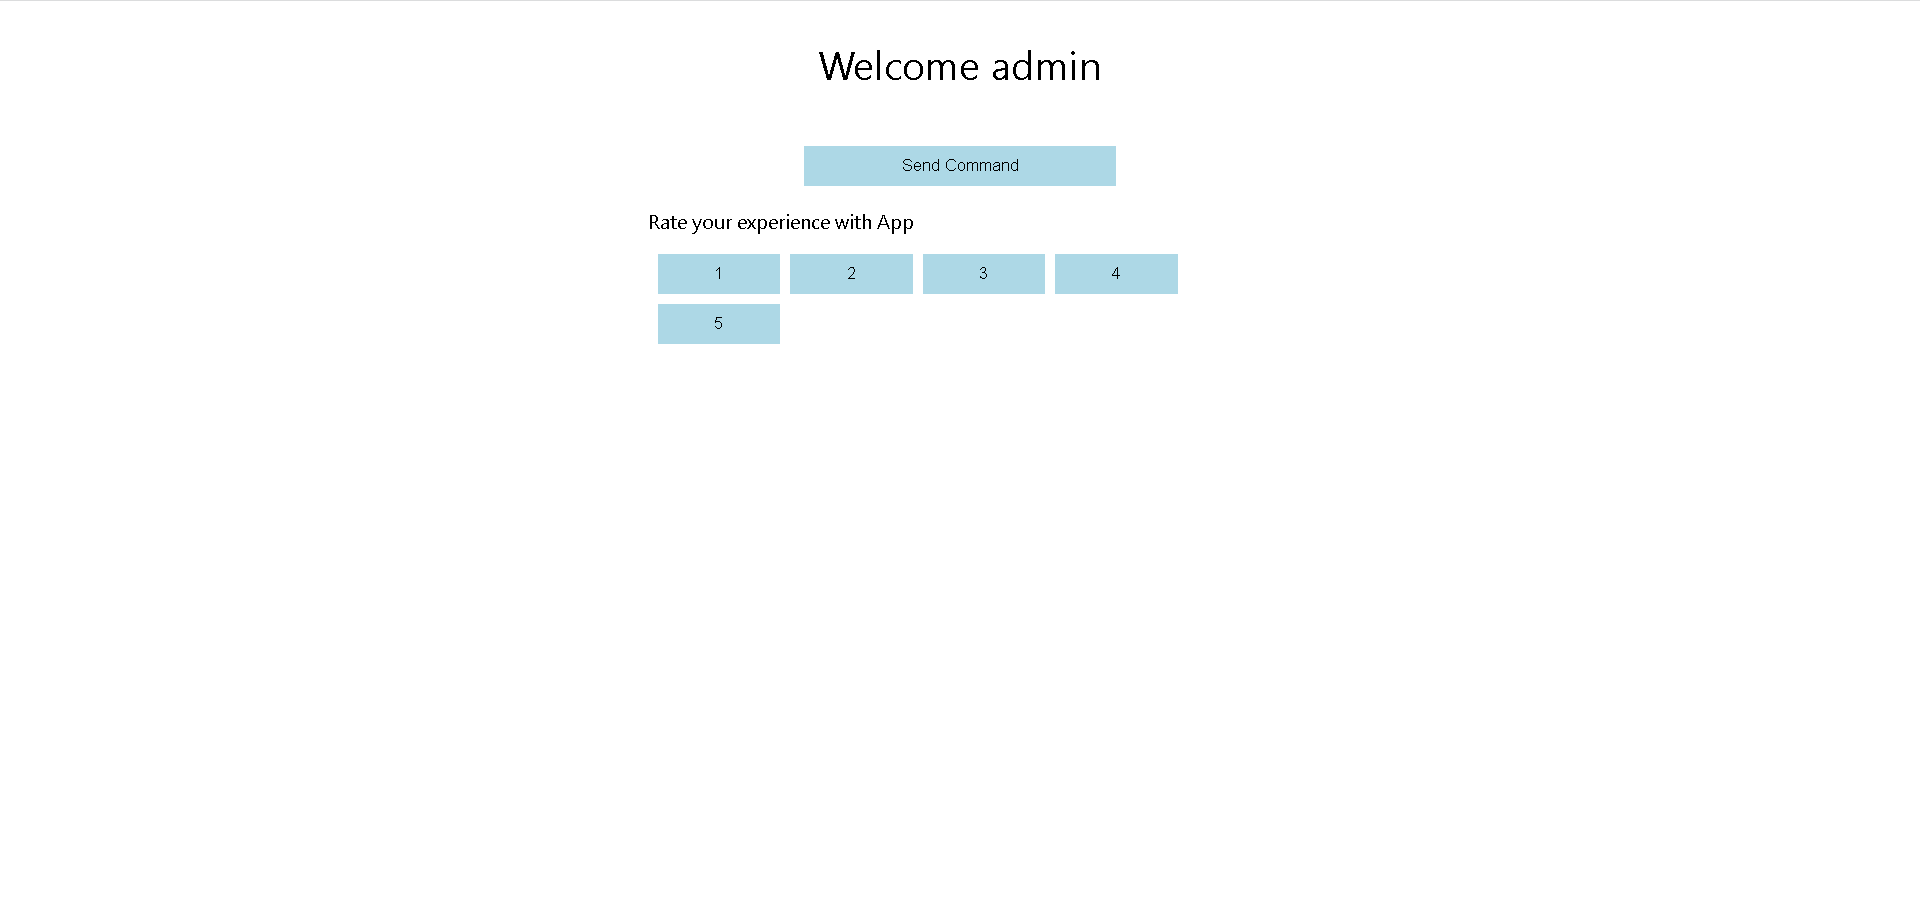 Welcome admin
Send Command
Rate your experience with App
1 2 3 4
5